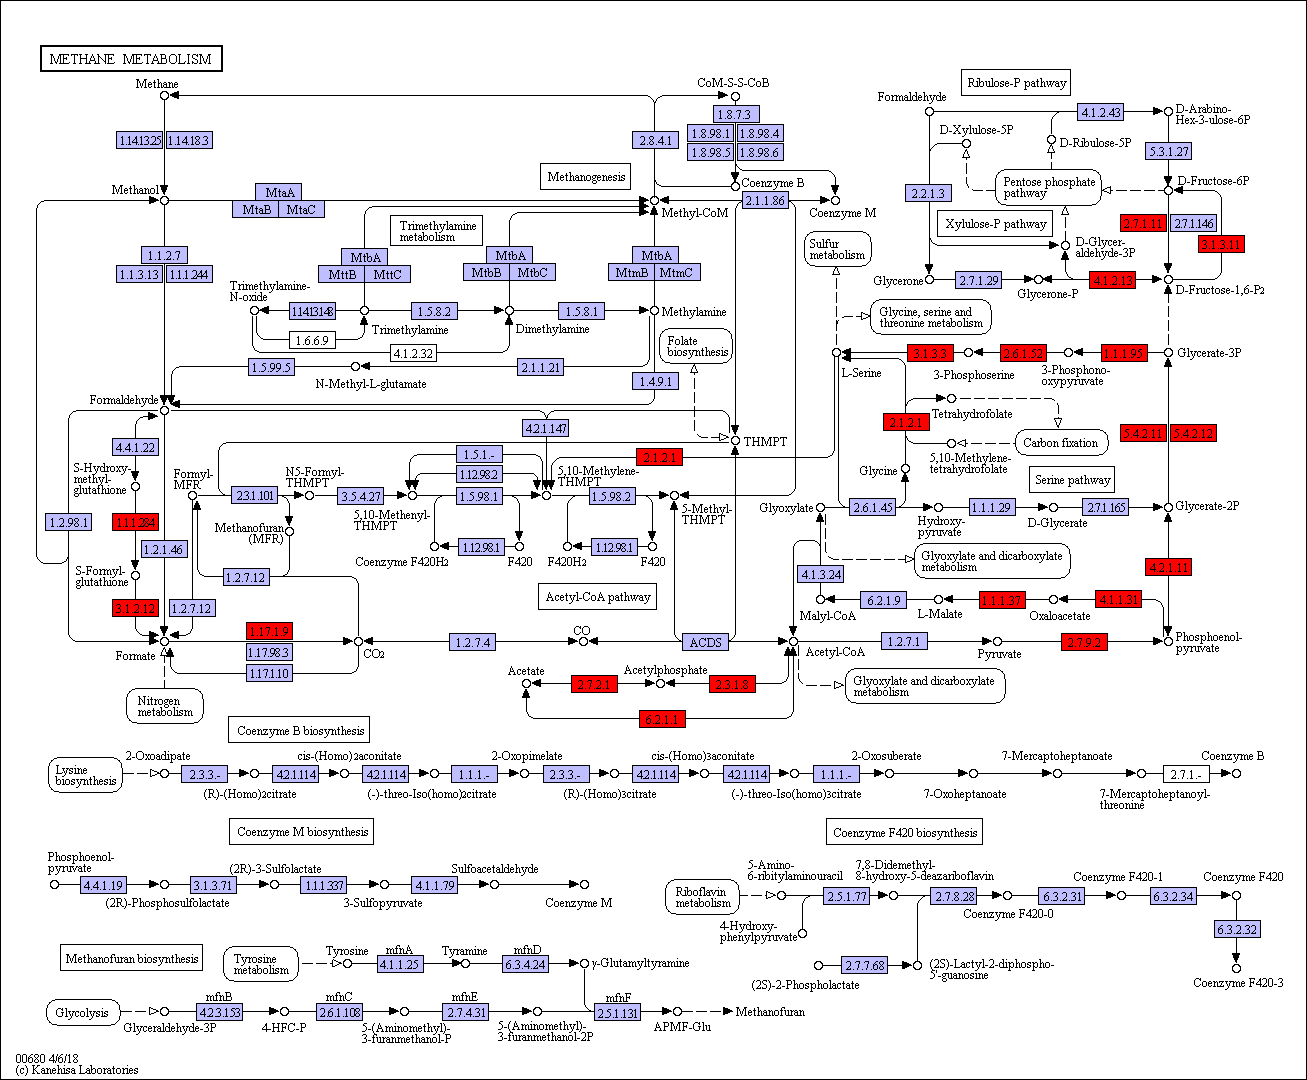 METHANE METABOLISM
Methane
CoM-S-S-CoB
1.8.7.3
1.14.13.25
1.14.18.3
2.8.4.1
1.8.98.1
1.8.98.4
1.8.98.5
1.8.98.6
Methanogenesis
Coenzyme B
Methanol
MtaA
MtaB
MtaC
Methyl-CoM
2.1.1.86
Coenzyme M
Trimethylamine
metabolism
Sulfur
metabolism
1.1.2.7
1.1.3.13
1.1.1.244
MtbA
MttB
MttC
MtbA
MtbB
MtbC
MtbA
MtmB
MtmC
Trimethylamine-
N-oxide
1.14.13.148
Trimethylamine
1.5.8.2
Dimethylamine
1.5.8.1
Methylamine
1.6.6.9
4.1.2.32
Folate
biosynthesis
1.5.99.5
N-Methyl-L-glutamate
2.1.1.21
1.4.9.1
Ribulose-P pathway
Formaldehyde
4.1.2.43
D-Arabino-
Hex-3-ulose-6P
D-Xylulose-5P
D-Ribulose-5P
5.3.1.27
2.2.1.3
Pentose phosphate
pathway
D-Fructose-6P
Xylulose-P pathway
2.7.1.11
2.7.1.146
3.1.3.11
D-Glycer-
aldehyde-3P
Glycerone
2.7.1.29
Glycerone-P
4.1.2.13
D-Fructose-1,6-P2
Glycine, serine and
threonine metabolism
L-Serine
3.1.3.3
3-Phosphoserine
2.6.1.52
3-Phosphono-
oxypyruvate
1.1.1.95
Glycerate-3P
Formaldehyde
4.2.1.147
THMPT
2.1.2.1
2.1.2.1
Tetrahydrofolate
Carbon fixation
5,10-Methylene-
tetrahydrofolate
5.4.2.11
5.4.2.12
4.4.1.22
S-Hydroxy-
methyl-
glutathione
Formyl-
MFR
N5-Formyl-
THMPT
1.5.1.-
1.12.98.2
5,10-Methylene-
THMPT
Glycine
Serine pathway
1.2.98.1
1.1.1.284
2.3.1.101
3.5.4.27
5,10-Methenyl-
THMPT
1.5.98.1
1.5.98.2
5-Methyl-
THMPT
Glyoxylate
2.6.1.45
Hydroxy-
pyruvate
1.1.1.29
D-Glycerate
2.7.1.165
Glycerate-2P
Methanofuran
(MFR)
1.2.1.46
Coenzyme F420H2
1.12.98.1
F420
F420H2
1.12.98.1
F420
Glyoxylate and dicarboxylate
metabolism
S-Formyl-
glutathione
1.2.7.12
4.1.3.24
4.2.1.11
Acetyl-CoA pathway
3.1.2.12
1.2.7.12
Malyl-CoA
6.2.1.9
L-Malate
1.1.1.37
Oxaloacetate
4.1.1.31
Formate
1.17.1.9
1.17.98.3
1.17.1.10
CO2
1.2.7.4
CO
ACDS
Acetyl-CoA
1.2.7.1
Pyruvate
2.7.9.2
Phosphoenol-
pyruvate
Acetate
2.7.2.1
Acetylphosphate
2.3.1.8
6.2.1.1
Glyoxylate and dicarboxylate
metabolism
Nitrogen
metabolism
Coenzyme B biosynthesis
Lysine
biosynthesis
2-Oxoadipate
2.3.3.-
(R)-(Homo)2citrate
4.2.1.114
cis-(Homo)2aconitate
4.2.1.114
(-)-threo-Iso(homo)2citrate
1.1.1.-
2-Oxopimelate
2.3.3.-
(R)-(Homo)3citrate
4.2.1.114
cis-(Homo)3aconitate
4.2.1.114
(-)-threo-Iso(homo)3citrate
1.1.1.-
2-Oxosuberate
7-Oxoheptanoate
7-Mercaptoheptanoate
7-Mercaptoheptanoyl-
threonine
2.7.1.-
Coenzyme B
Coenzyme M biosynthesis
Phosphoenol-
pyruvate
4.4.1.19
(2R)-Phosphosulfolactate
3.1.3.71
(2R)-3-Sulfolactate
1.1.1.337
3-Sulfopyruvate
4.1.1.79
Sulfoacetaldehyde
Coenzyme M
Coenzyme F420 biosynthesis
Riboflavin
metabolism
5-Amino-
6-ribitylaminouracil
2.5.1.77
7,8-Didemethyl-
8-hydroxy-5-deazariboflavin
2.7.8.28
Coenzyme F420-0
6.3.2.31
Coenzyme F420-1
6.3.2.34
Coenzyme F420
4-Hydroxy-
phenylpyruvate
6.3.2.32
(2S)-2-Phospholactate
2.7.7.68
(2S)-Lactyl-2-diphospho-
5'-guanosine
Coenzyme F420-3
Methanofuran biosynthesis
Tyrosine
metabolism
Tyrosine
mfnA
4.1.1.25
Tyramine
mfnD
6.3.4.24
γ-Glutamyltyramine
Glycolysis
Glyceraldehyde-3P
mfnB
4.2.3.153
4-HFC-P
mfnC
2.6.1.108
5-(Aminomethyl)-
3-furanmethanol-P
mfnE
2.7.4.31
5-(Aminomethyl)-
3-furanmethanol-2P
mfnF
2.5.1.131
APMF-Glu
Methanofuran
00680 4/6/18
(c) Kanehisa Laboratories